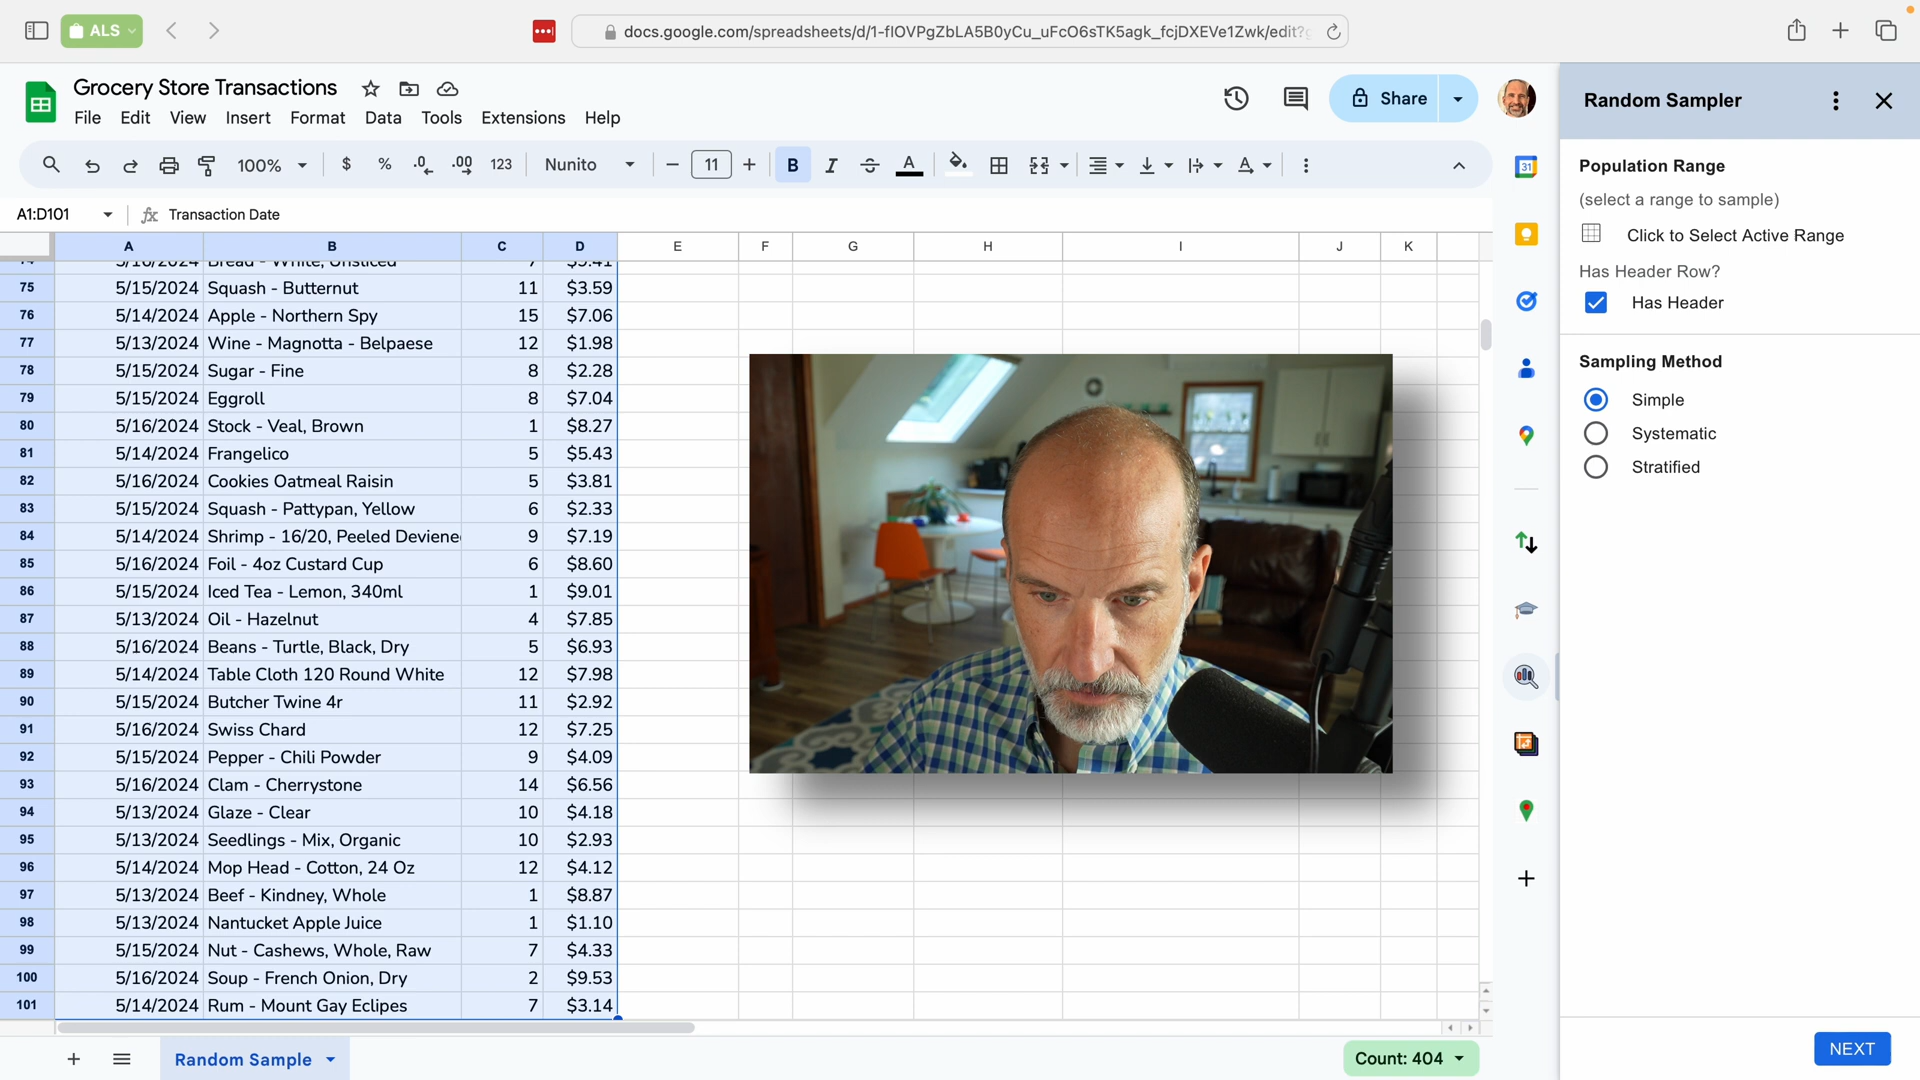 ALS
docs.google.com/spreadsheets/d/1-fIOVPgZbLA5B0yCu_uFcO6sTK5agk_fcjDXEVe1Zwk/edit?
Grocery Store Transactions
File Edit View Insert Format Data Tools Extensions Help
Share
100% $ % .0 .00 123 Nunito 11 B I A
A1:D101 fx Transaction Date
A B C D E F G H I J K
74 5/16/2024 Bread - White, Unsliced 7 $9.41
75 5/15/2024 Squash - Butternut 11 $3.59
76 5/14/2024 Apple - Northern Spy 15 $7.06
77 5/13/2024 Wine - Magnotta - Belpaese 12 $1.98
78 5/15/2024 Sugar - Fine 8 $2.28
79 5/15/2024 Eggroll 8 $7.04
80 5/16/2024 Stock - Veal, Brown 1 $8.27
81 5/14/2024 Frangelico 5 $5.43
82 5/16/2024 Cookies Oatmeal Raisin 5 $3.81
83 5/15/2024 Squash - Pattypan, Yellow 6 $2.33
84 5/14/2024 Shrimp - 16/20, Peeled Deviene 9 $7.19
85 5/16/2024 Foil - 4oz Custard Cup 6 $8.60
86 5/15/2024 Iced Tea - Lemon, 340ml 1 $9.01
87 5/13/2024 Oil - Hazelnut 4 $7.85
88 5/16/2024 Beans - Turtle, Black, Dry 5 $6.93
89 5/14/2024 Table Cloth 120 Round White 12 $7.98
90 5/15/2024 Butcher Twine 4r 11 $2.92
91 5/16/2024 Swiss Chard 12 $7.25
92 5/15/2024 Pepper - Chili Powder 9 $4.09
93 5/16/2024 Clam - Cherrystone 14 $6.56
94 5/13/2024 Glaze - Clear 10 $4.18
95 5/13/2024 Seedlings - Mix, Organic 10 $2.93
96 5/14/2024 Mop Head - Cotton, 24 Oz 12 $4.12
97 5/13/2024 Beef - Kindney, Whole 1 $8.87
98 5/13/2024 Nantucket Apple Juice 1 $1.10
99 5/15/2024 Nut - Cashews, Whole, Raw 7 $4.33
100 5/16/2024 Soup - French Onion, Dry 2 $9.53
101 5/14/2024 Rum - Mount Gay Eclipes 7 $3.14
Random Sample
Count: 404
31
Random Sampler
Population Range
(select a range to sample)
Click to Select Active Range
Has Header Row?
Has Header
Sampling Method
Simple
Systematic
Stratified
NEXT